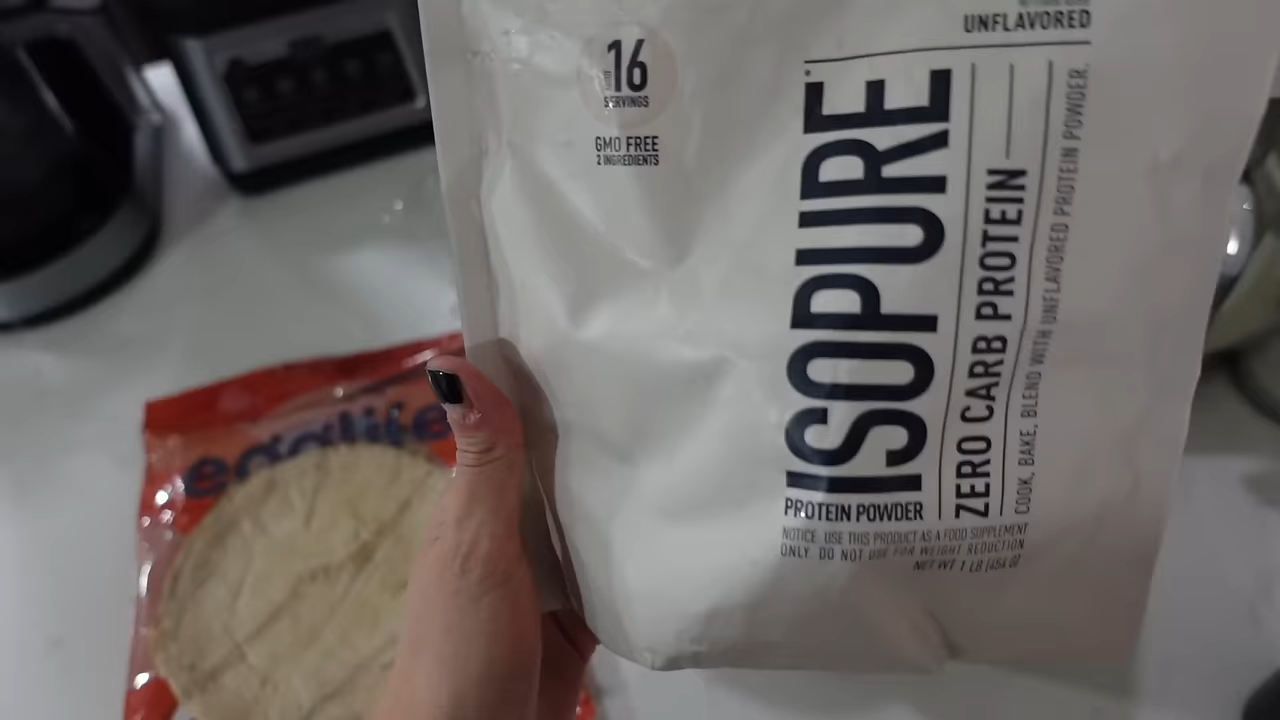 UNFLAVORED
16
SERVINGS
GMO FREE
2 INGREDIENTS
ISOPURE
PROTEIN POWDER
ZERO CARB PROTEIN
COOK, BAKE, BLEND WITH UNFLAVORED PROTEIN POWDER.
NOTICE: USE THIS PRODUCT AS A FOOD SUPPLEMENT
ONLY. DO NOT USE FOR WEIGHT REDUCTION
NET WT 1 LB (454 G)
egglife